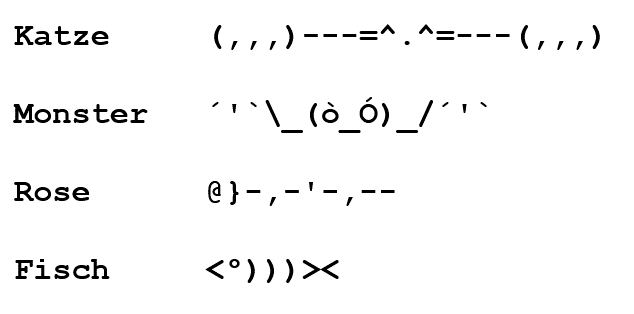 Katze (,,,)---=^.^=---(,,,)
Monster ´'`\_(ò_Ó)_/´'`
Rose @}-,-'-,--
Fisch <°)))><